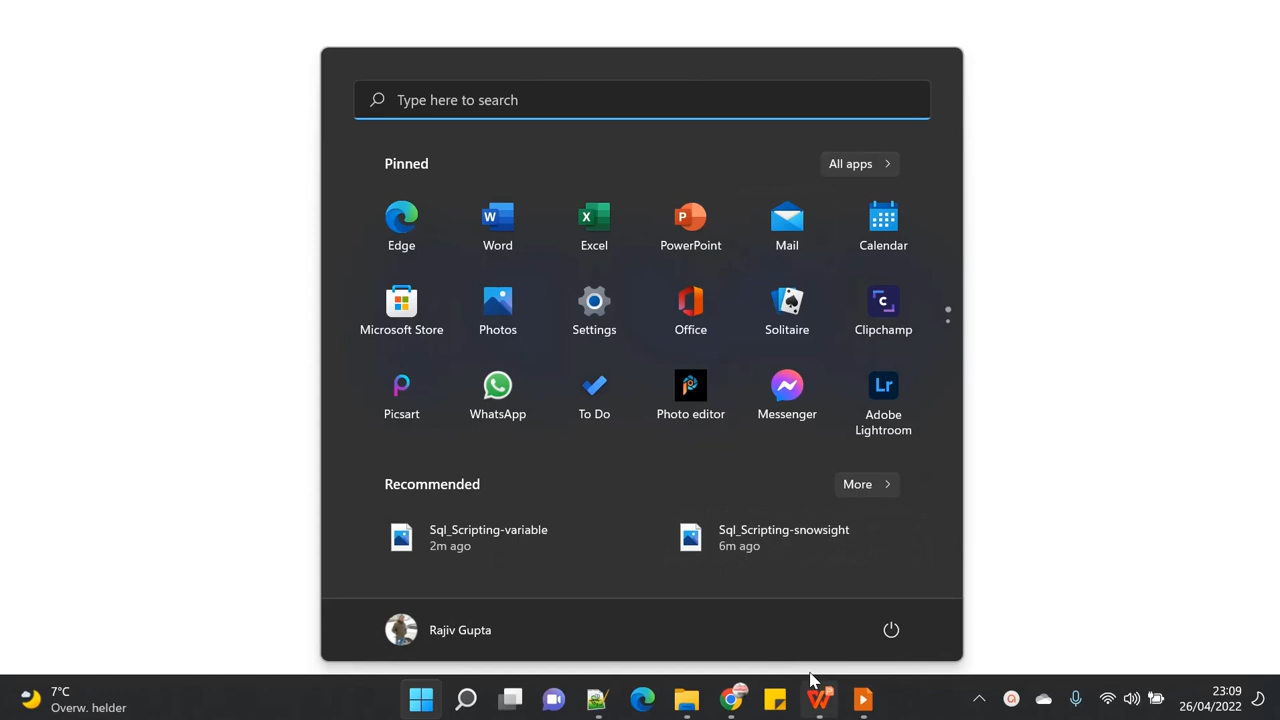 Type here to search
Pinned
All apps
Edge
Word
Excel
PowerPoint
Mail
Calendar
Microsoft Store
Photos
Settings
Office
Solitaire
Clipchamp
Picsart
WhatsApp
To Do
Photo editor
Messenger
Adobe
Lightroom
Recommended
More
Sql_Scripting-variable
2m ago
Sql_Scripting-snowsight
6m ago
Rajiv Gupta
7°C
Overw. helder
23:09
26/04/2022